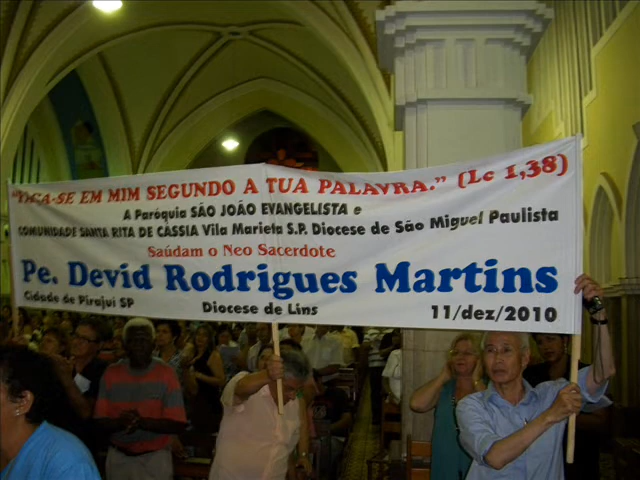 "FAÇA-SE EM MIM SEGUNDO A TUA PALAVRA." (Lc 1,38)
A Paróquia SÃO JOÃO EVANGELISTA e
COMUNIDADE SANTA RITA DE CÁSSIA Vila Marieta S.P. Diocese de São Miguel Paulista
Saúdam o Neo Sacerdote
Pe. Devid Rodrigues Martins
Cidade de Pirajuí SP Diocese de Lins 11/dez/2010